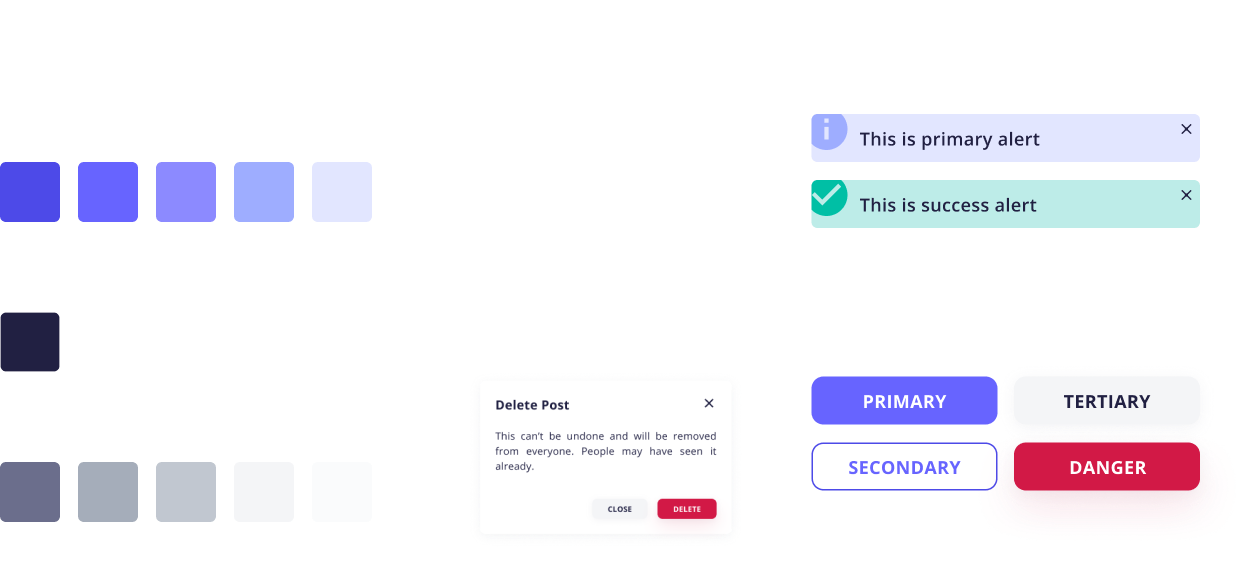 This is primary alert
This is success alert
Delete Post
This can't be undone and will be removed
from everyone. People may have seen it
already.
CLOSE
DELETE
PRIMARY
TERTIARY
SECONDARY
DANGER